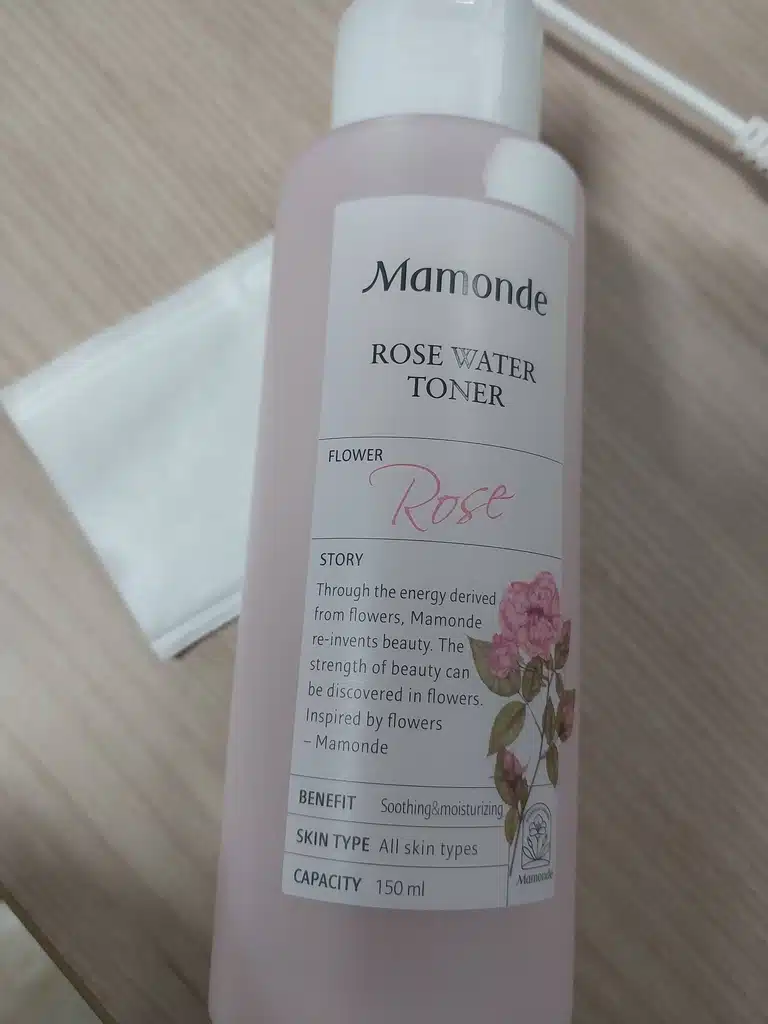 Mamonde
ROSE WATER
TONER
FLOWER
Rose
STORY
Through the energy derived
from flowers, Mamonde
re-invents beauty. The
strength of beauty can
be discovered in flowers.
Inspired by flowers
– Mamonde
BENEFIT Soothing&moisturizing
SKIN TYPE All skin types
CAPACITY 150 ml
Mamonde